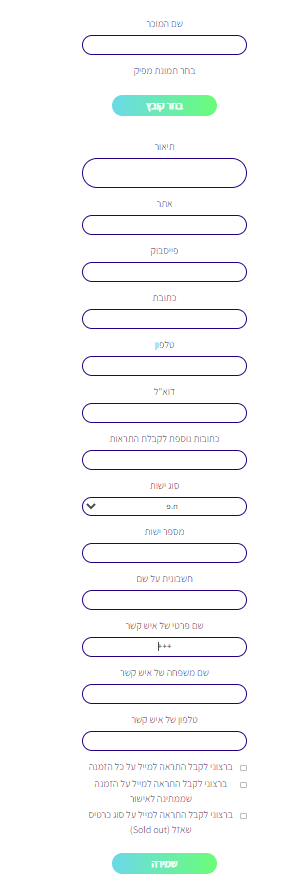 שם המוכר
בחר תמונת מפיק
בחר קובץ
תיאור
אתר
פייסבוק
כתובת
טלפון
דוא"ל
כתובות נוספת לקבלת התראות
סוג ישות
ח.פ
מספר ישות
חשבונית על שם
שם פרטי של איש קשר
+++
שם משפחה של איש קשר
טלפון של איש קשר
ברצוני לקבל התראה למייל על כל הזמנה
ברצוני לקבל התראה למייל על הזמנה
שממתינה לאישור
ברצוני לקבל התראה למייל על סוג כרטיס
שאזל (Sold out)
שמירה